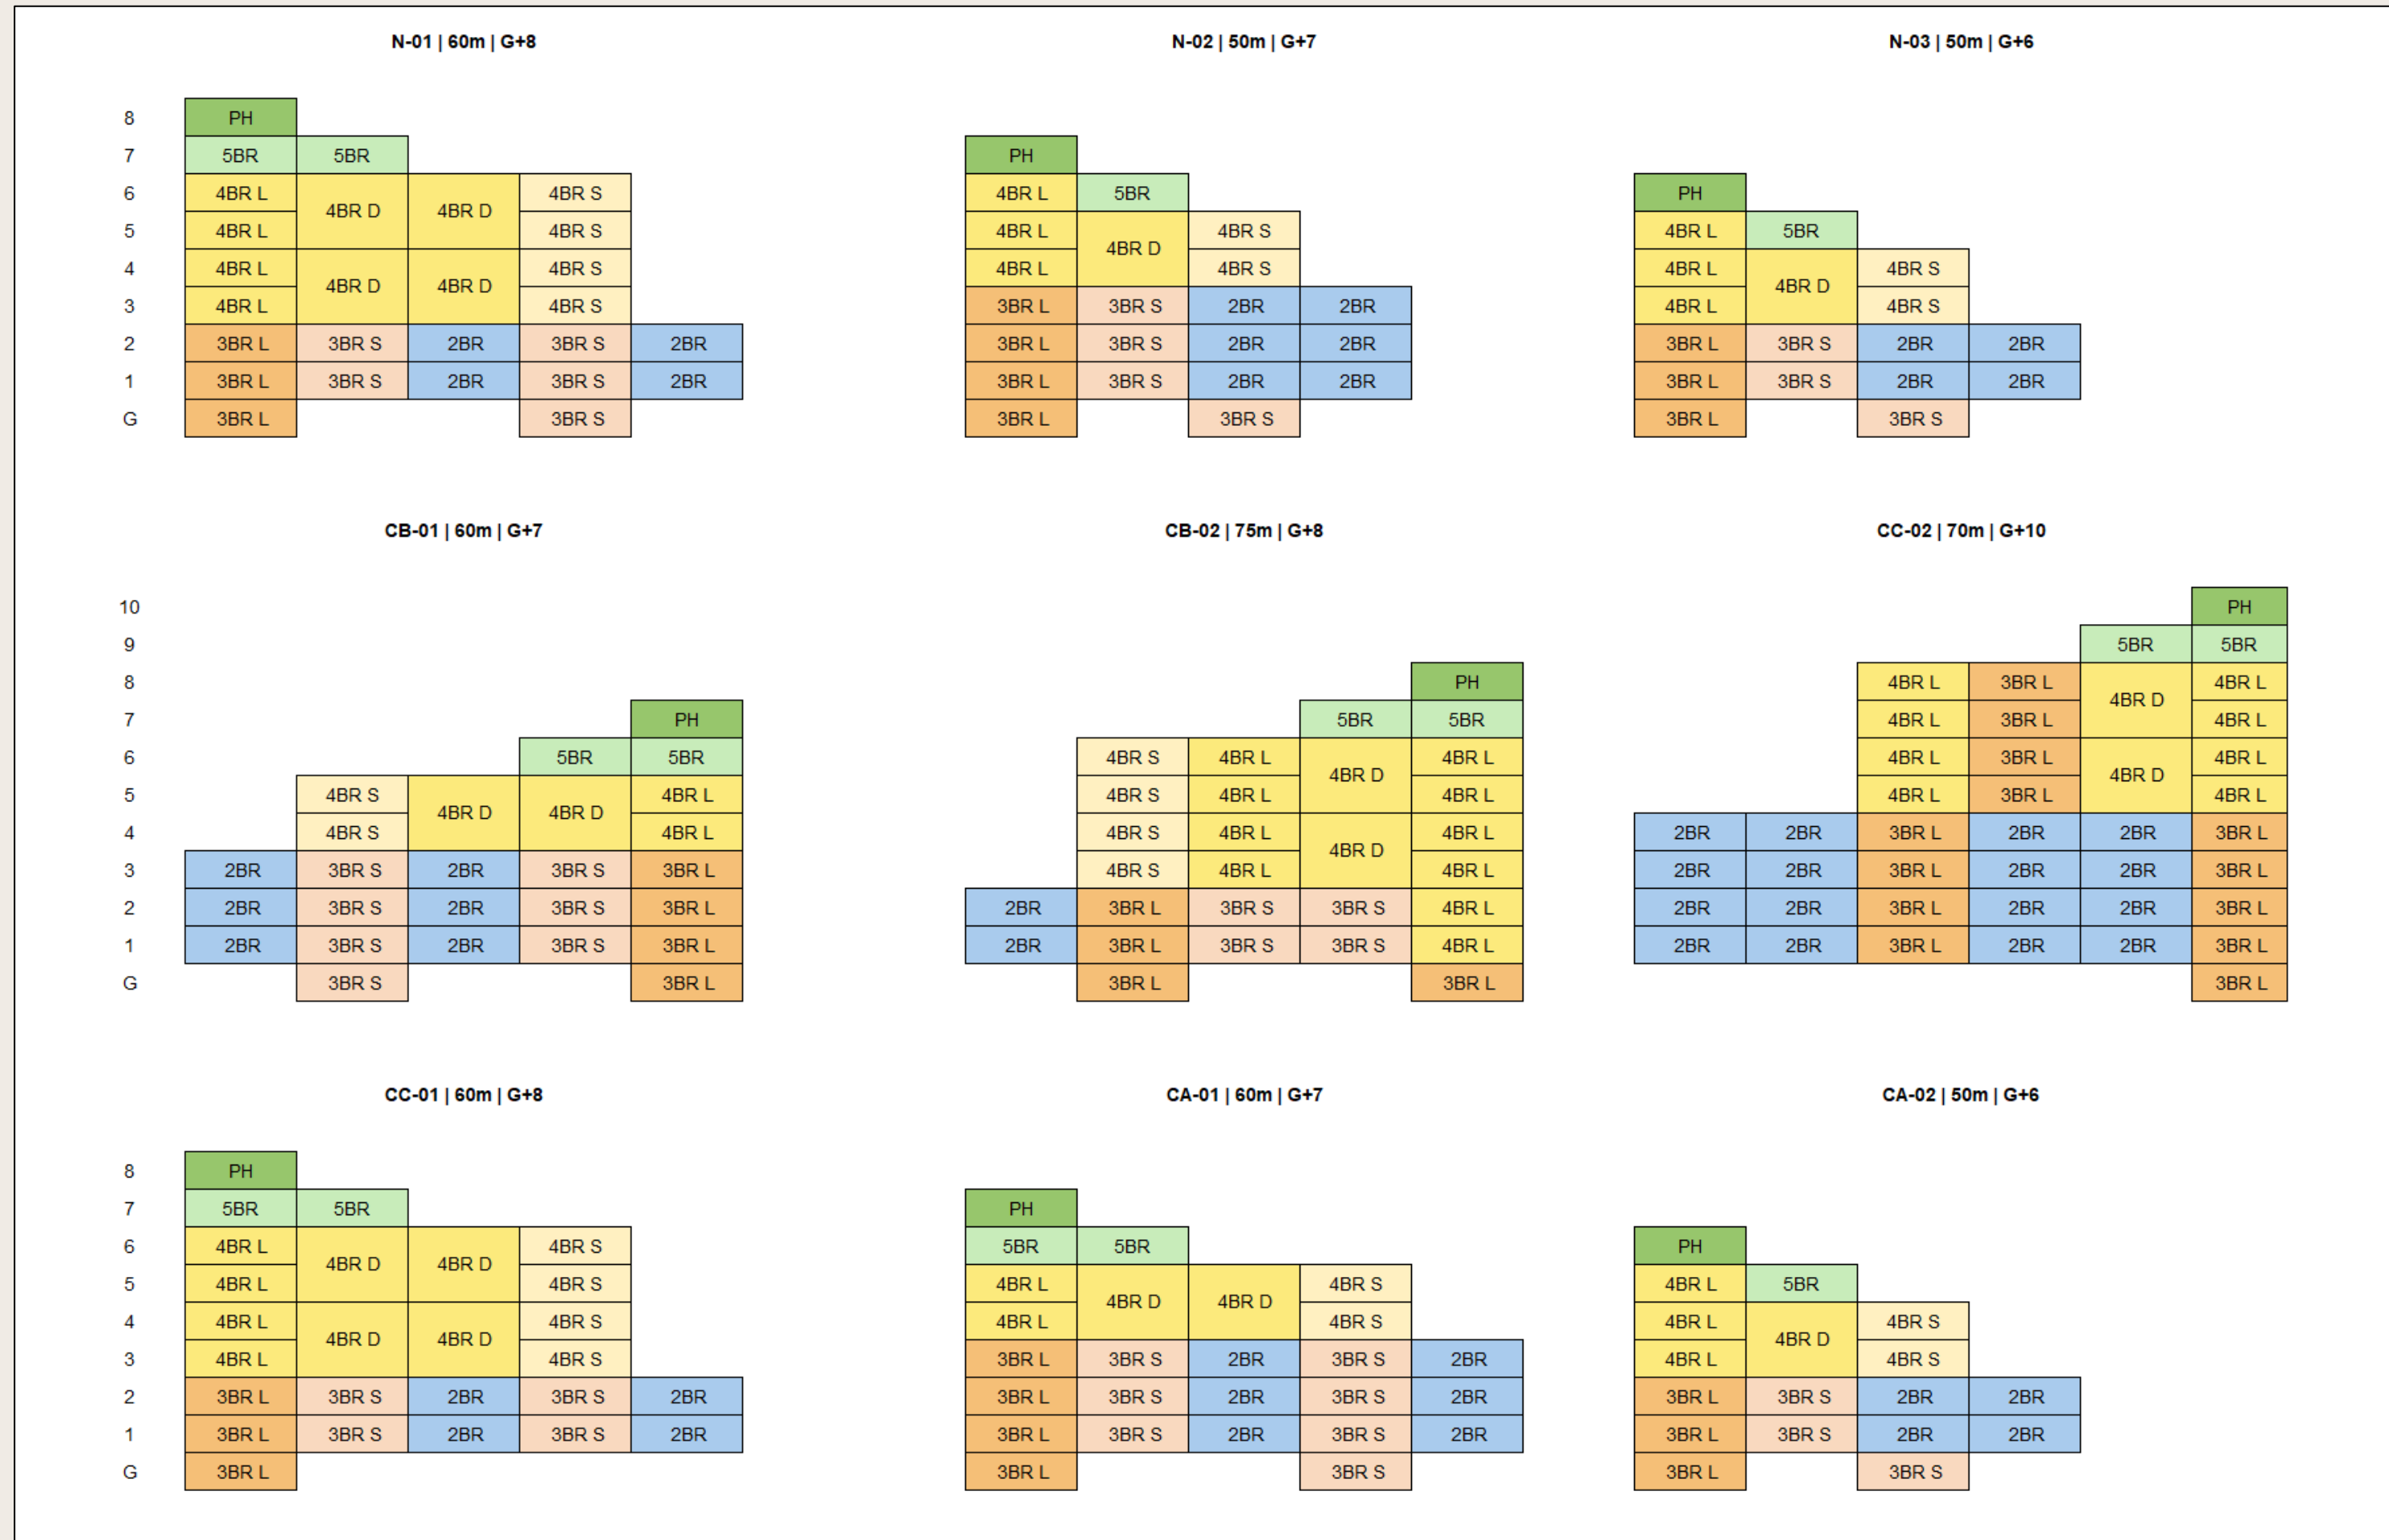 N-01 | 60m | G+8 N-02 | 50m | G+7 N-03 | 50m | G+6
8 PH
7 5BR 5BR PH
6 4BR L 4BR D 4BR D 4BR S 4BR L 5BR PH
5 4BR L 4BR S 4BR L 4BR D 4BR S 4BR L 5BR
4 4BR L 4BR D 4BR D 4BR S 4BR L 4BR S 4BR L 4BR D 4BR S
3 4BR L 4BR S 3BR L 3BR S 2BR 2BR 4BR L 4BR S
2 3BR L 3BR S 2BR 3BR S 2BR 3BR L 3BR S 2BR 2BR 3BR L 3BR S 2BR 2BR
1 3BR L 3BR S 2BR 3BR S 2BR 3BR L 3BR S 2BR 2BR 3BR L 3BR S 2BR 2BR
G 3BR L 3BR S 3BR L 3BR S 3BR L 3BR S
CB-01 | 60m | G+7 CB-02 | 75m | G+8 CC-02 | 70m | G+10
10 PH
9 5BR 5BR
8 PH 4BR L 3BR L 4BR D 4BR L
7 PH 5BR 5BR 4BR L 3BR L 4BR L
6 5BR 5BR 4BR S 4BR L 4BR D 4BR L 4BR L 3BR L 4BR D 4BR L
5 4BR S 4BR D 4BR D 4BR L 4BR S 4BR L 4BR L 4BR L 3BR L 4BR L
4 4BR S 4BR L 4BR S 4BR L 4BR D 4BR L 2BR 2BR 3BR L 2BR 2BR 3BR L
3 2BR 3BR S 2BR 3BR S 3BR L 4BR S 4BR L 4BR L 2BR 2BR 3BR L 2BR 2BR 3BR L
2 2BR 3BR S 2BR 3BR S 3BR L 2BR 3BR L 3BR S 3BR S 4BR L 2BR 2BR 3BR L 2BR 2BR 3BR L
1 2BR 3BR S 2BR 3BR S 3BR L 2BR 3BR L 3BR S 3BR S 4BR L 2BR 2BR 3BR L 2BR 2BR 3BR L
G 3BR S 3BR L 3BR L 3BR L 3BR L
CC-01 | 60m | G+8 CA-01 | 60m | G+7 CA-02 | 50m | G+6
8 PH
7 5BR 5BR PH
6 4BR L 4BR D 4BR D 4BR S 5BR 5BR PH
5 4BR L 4BR S 4BR L 4BR D 4BR D 4BR S 4BR L 5BR
4 4BR L 4BR D 4BR D 4BR S 4BR L 4BR S 4BR L 4BR D 4BR S
3 4BR L 4BR S 3BR L 3BR S 2BR 3BR S 2BR 4BR L 4BR S
2 3BR L 3BR S 2BR 3BR S 2BR 3BR L 3BR S 2BR 3BR S 2BR 3BR L 3BR S 2BR 2BR
1 3BR L 3BR S 2BR 3BR S 2BR 3BR L 3BR S 2BR 3BR S 2BR 3BR L 3BR S 2BR 2BR
G 3BR L 3BR L 3BR S 3BR L 3BR S